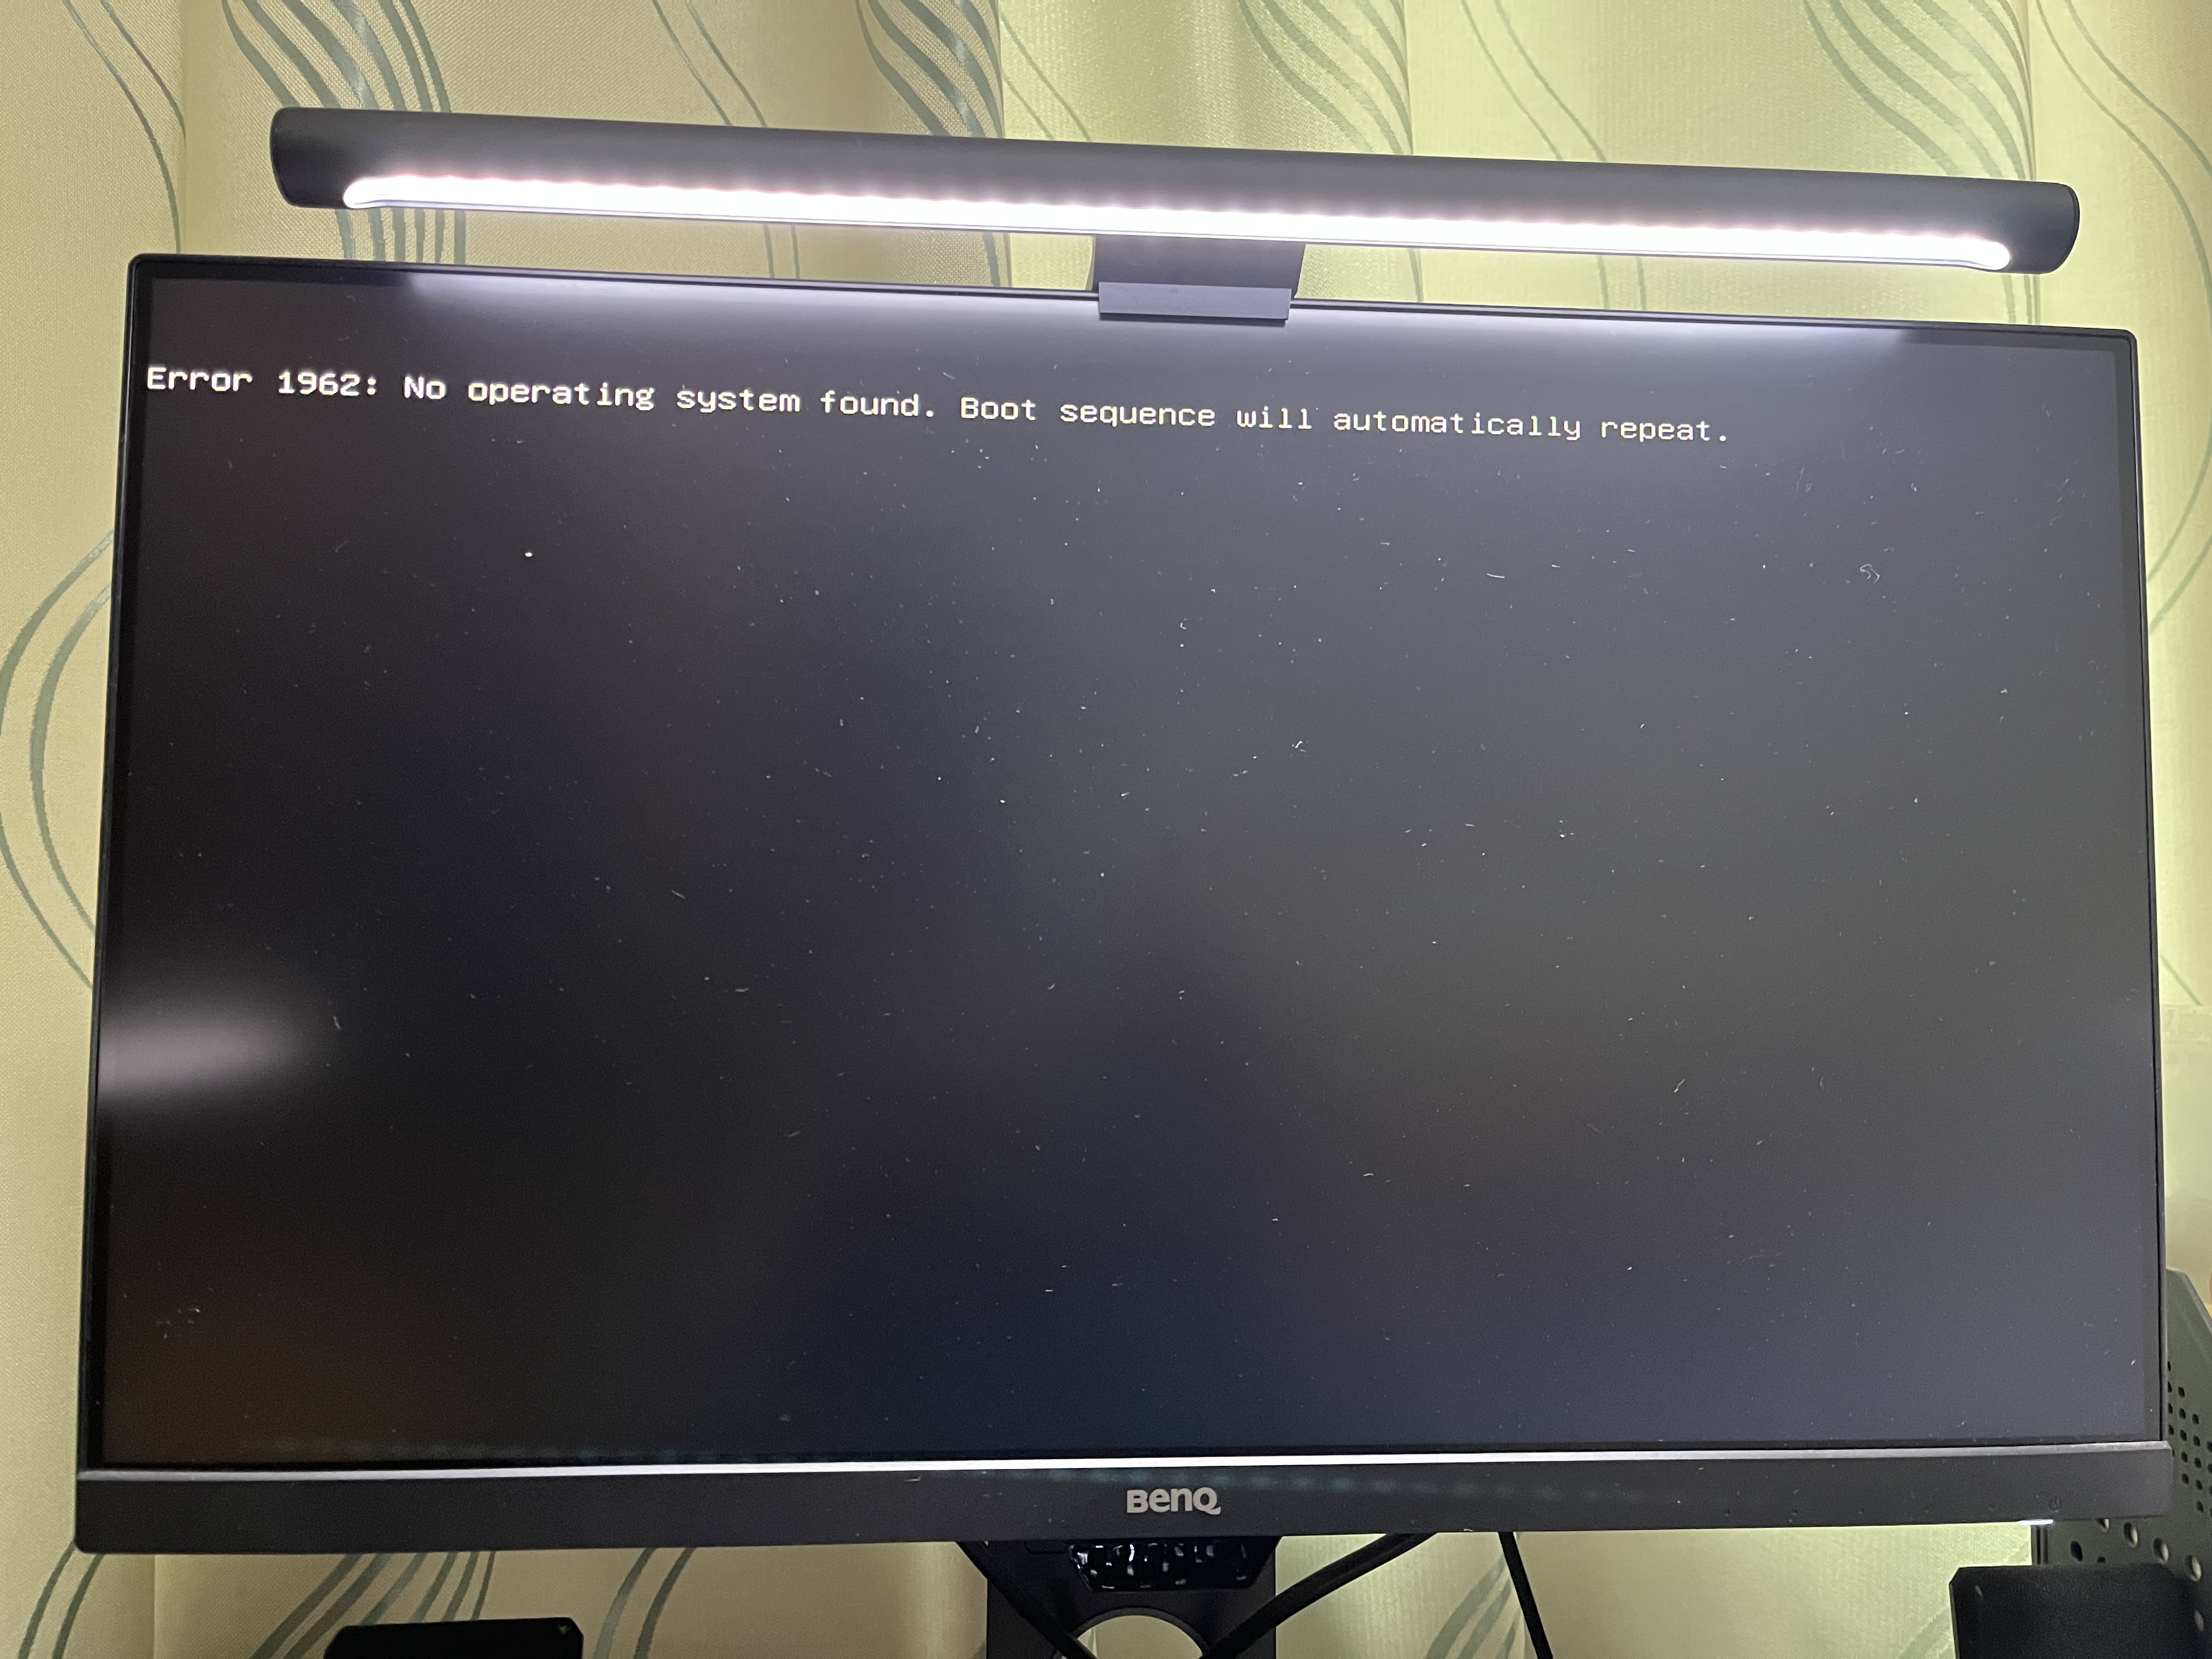 Error 1962: No operating system found. Boot sequence will automatically repeat.
BenQ